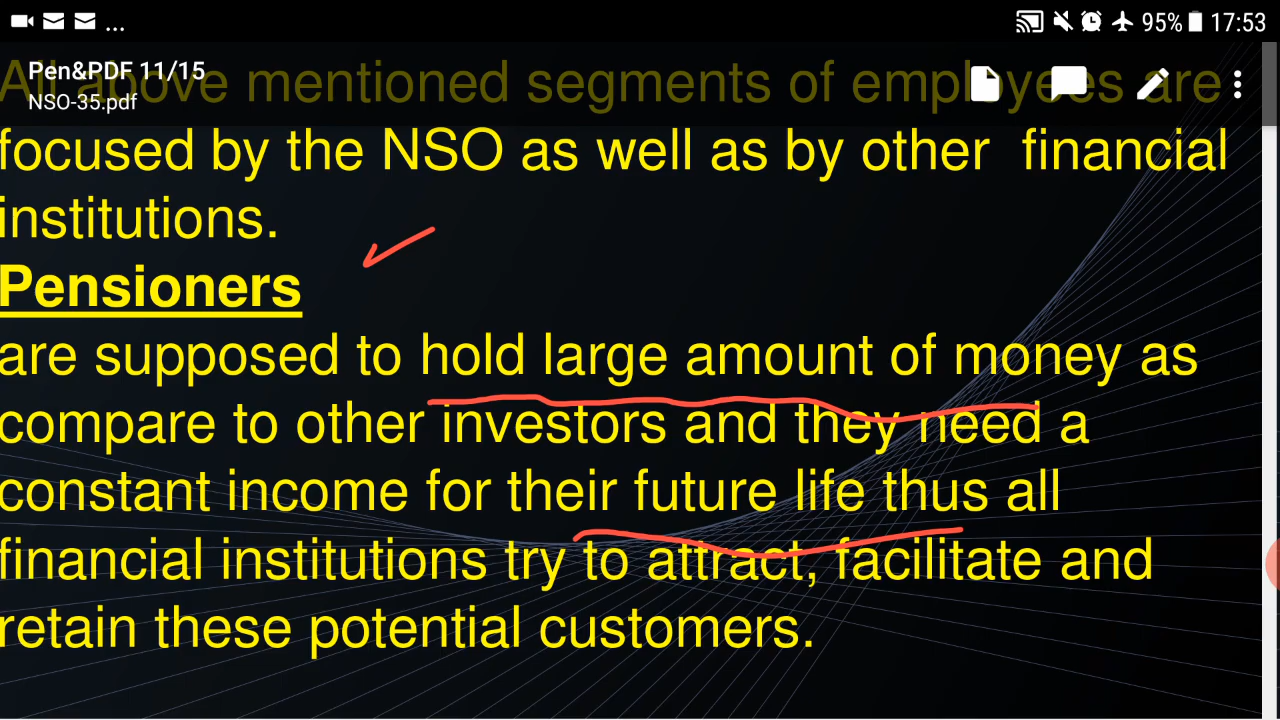 ... 95% 17:53
Pen&PDF 11/15
NSO-35.pdf
All above mentioned segments of employees are
focused by the NSO as well as by other financial
institutions.
Pensioners
are supposed to hold large amount of money as
compare to other investors and they need a
constant income for their future life thus all
financial institutions try to attract, facilitate and
retain these potential customers.